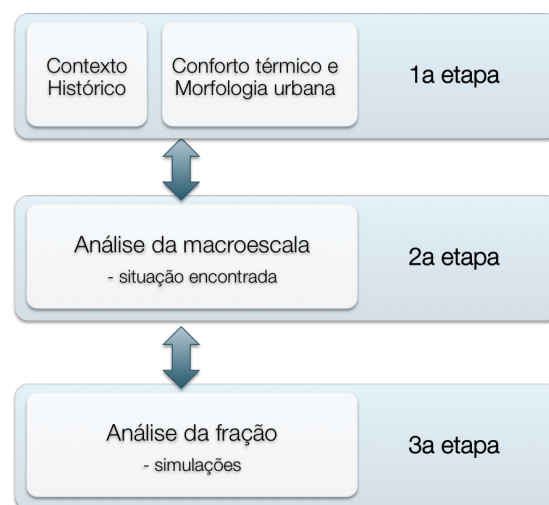 Contexto
Histórico
Conforto térmico e
Morfologia urbana
1a etapa
Análise da macroescala
- situação encontrada
2a etapa
Análise da fração
- simulações
3a etapa